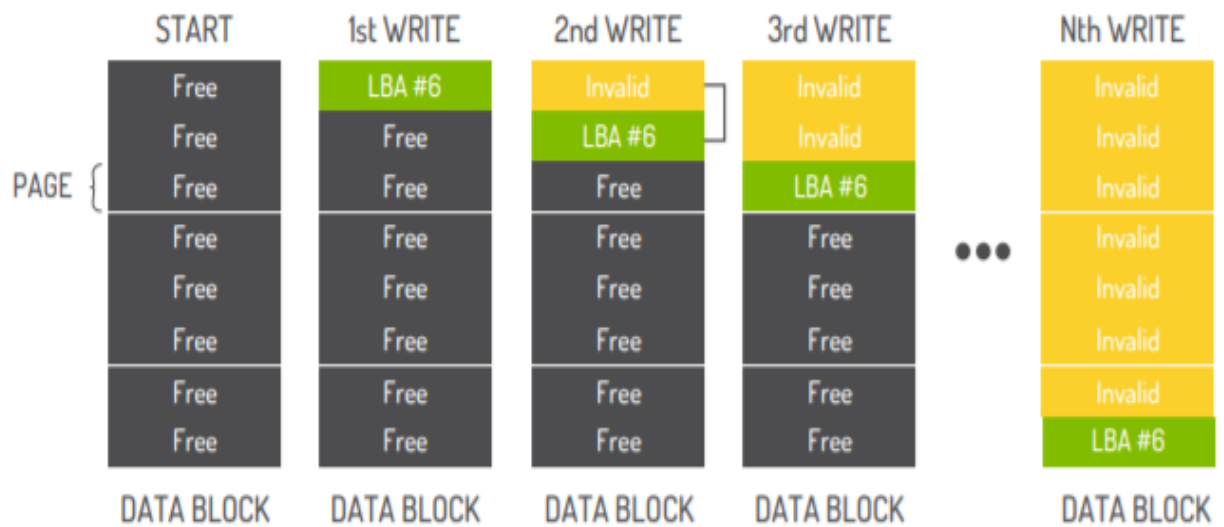 START 1st WRITE 2nd WRITE 3rd WRITE Nth WRITE
Free LBA #6 Invalid Invalid Invalid
Free Free LBA #6 Invalid Invalid
PAGE { Free Free Free LBA #6 Invalid
Free Free Free Free Invalid
Free Free Free Free Invalid
Free Free Free Free Invalid
Free Free Free Free Invalid
Free Free Free Free LBA #6
DATA BLOCK DATA BLOCK DATA BLOCK DATA BLOCK DATA BLOCK